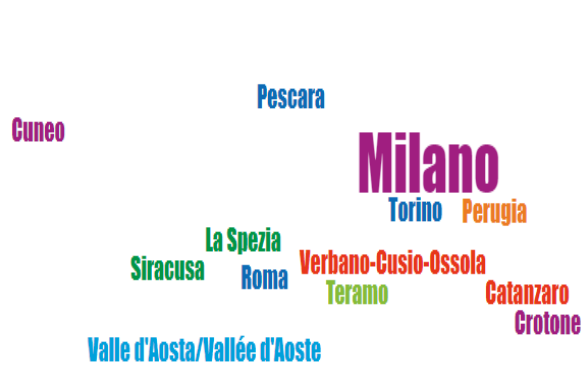 Pescara
Cuneo
Milano
Torino Perugia
La Spezia
Siracusa Roma Verbano-Cusio-Ossola
Teramo Catanzaro
Crotone
Valle d'Aosta/Vallée d'Aoste